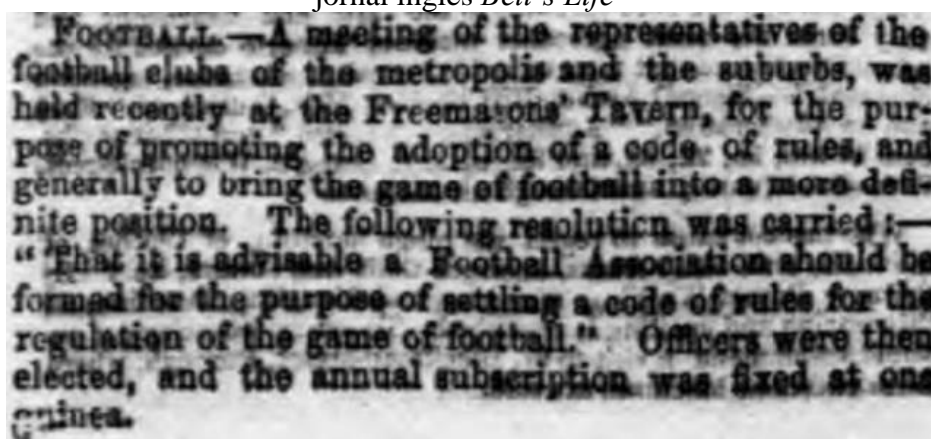 jornal inglês Bell's Life
FOOTBALL.—A meeting of the representatives of the
football clubs of the metropolis and the suburbs, was
held recently at the Freemasons' Tavern, for the pur-
pose of promoting the adoption of a code of rules, and
generally to bring the game of football into a more defi-
nite position. The following resolution was carried:—
"That it is advisable a Football Association should be
formed for the purpose of settling a code of rules for the
regulation of the game of football." Officers were then
elected, and the annual subscription was fixed at one
guinea.